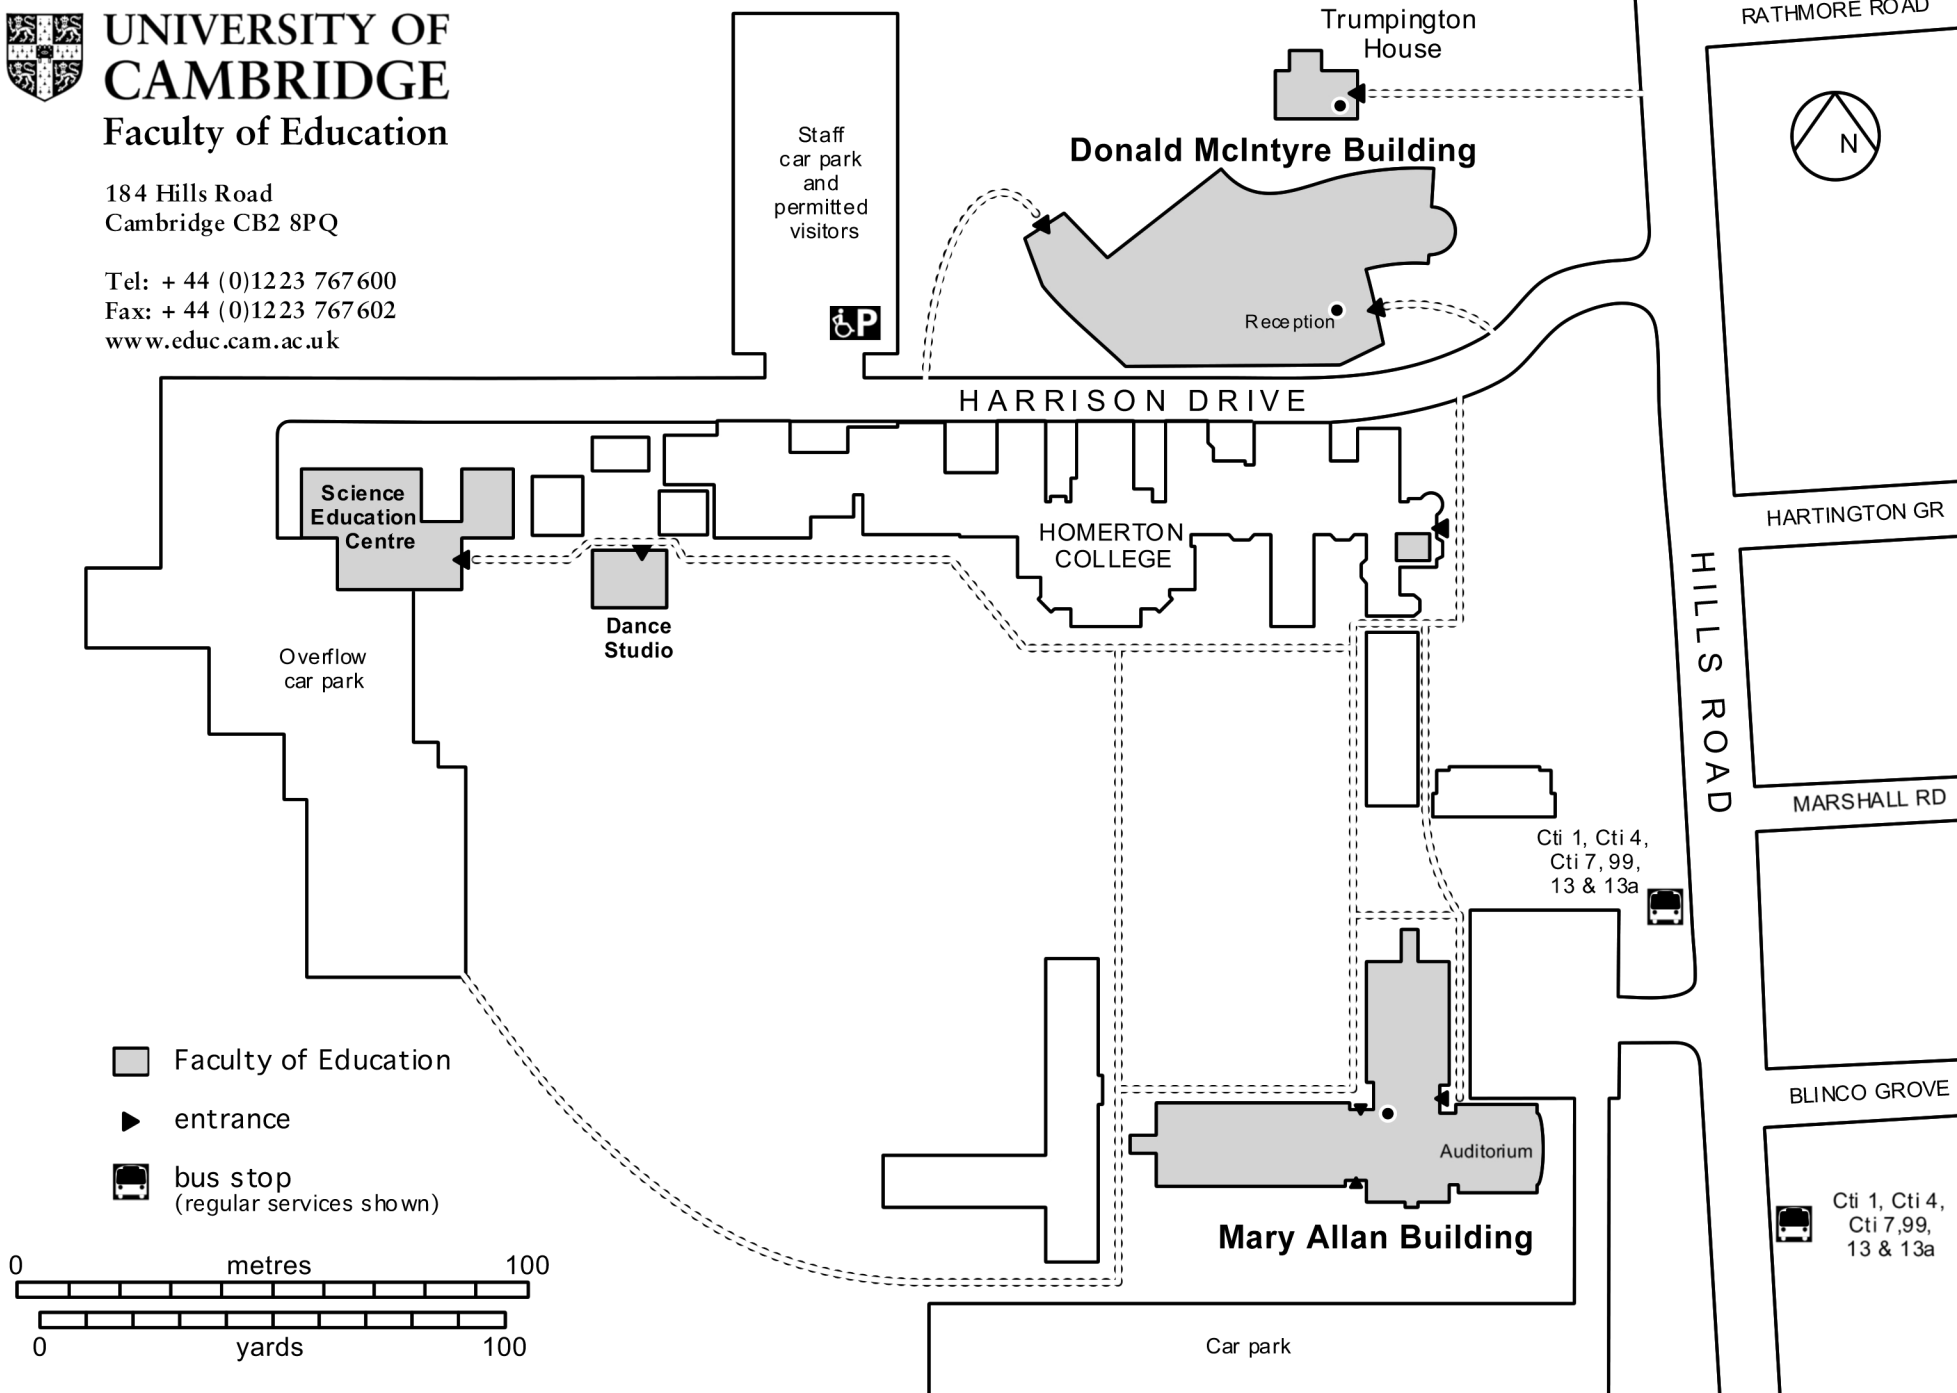 UNIVERSITY OF
CAMBRIDGE
Faculty of Education
184 Hills Road
Cambridge CB2 8PQ
Tel: + 44 (0)1223 767600
Fax: + 44 (0)1223 767602
www.educ.cam.ac.uk
Staff
car park
and
permitted
visitors
P
Trumpington
House
Donald McIntyre Building
Reception
RATHMORE ROAD
N
HARRISON DRIVE
Science
Education
Centre
HOMERTON
COLLEGE
HARTINGTON GR
Dance
Studio
Overflow
car park
HILLS ROAD
MARSHALL RD
Cti 1, Cti 4,
Cti 7, 99,
13 & 13a
BLINCO GROVE
Auditorium
Mary Allan Building
Cti 1, Cti 4,
Cti 7,99,
13 & 13a
Faculty of Education
entrance
bus stop
(regular services shown)
0 metres 100
0 yards 100
Car park